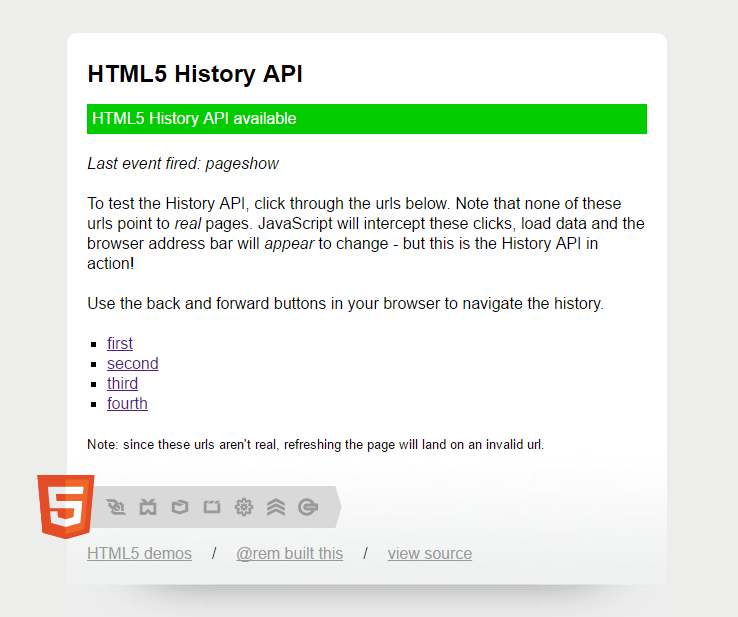 HTML5 History API
HTML5 History API available
Last event fired: pageshow
To test the History API, click through the urls below. Note that none of these
urls point to real pages. JavaScript will intercept these clicks, load data and the
browser address bar will appear to change - but this is the History API in
action!
Use the back and forward buttons in your browser to navigate the history.
first
second
third
fourth
Note: since these urls aren't real, refreshing the page will land on an invalid url.
5
HTML5 demos / @rem built this / view source